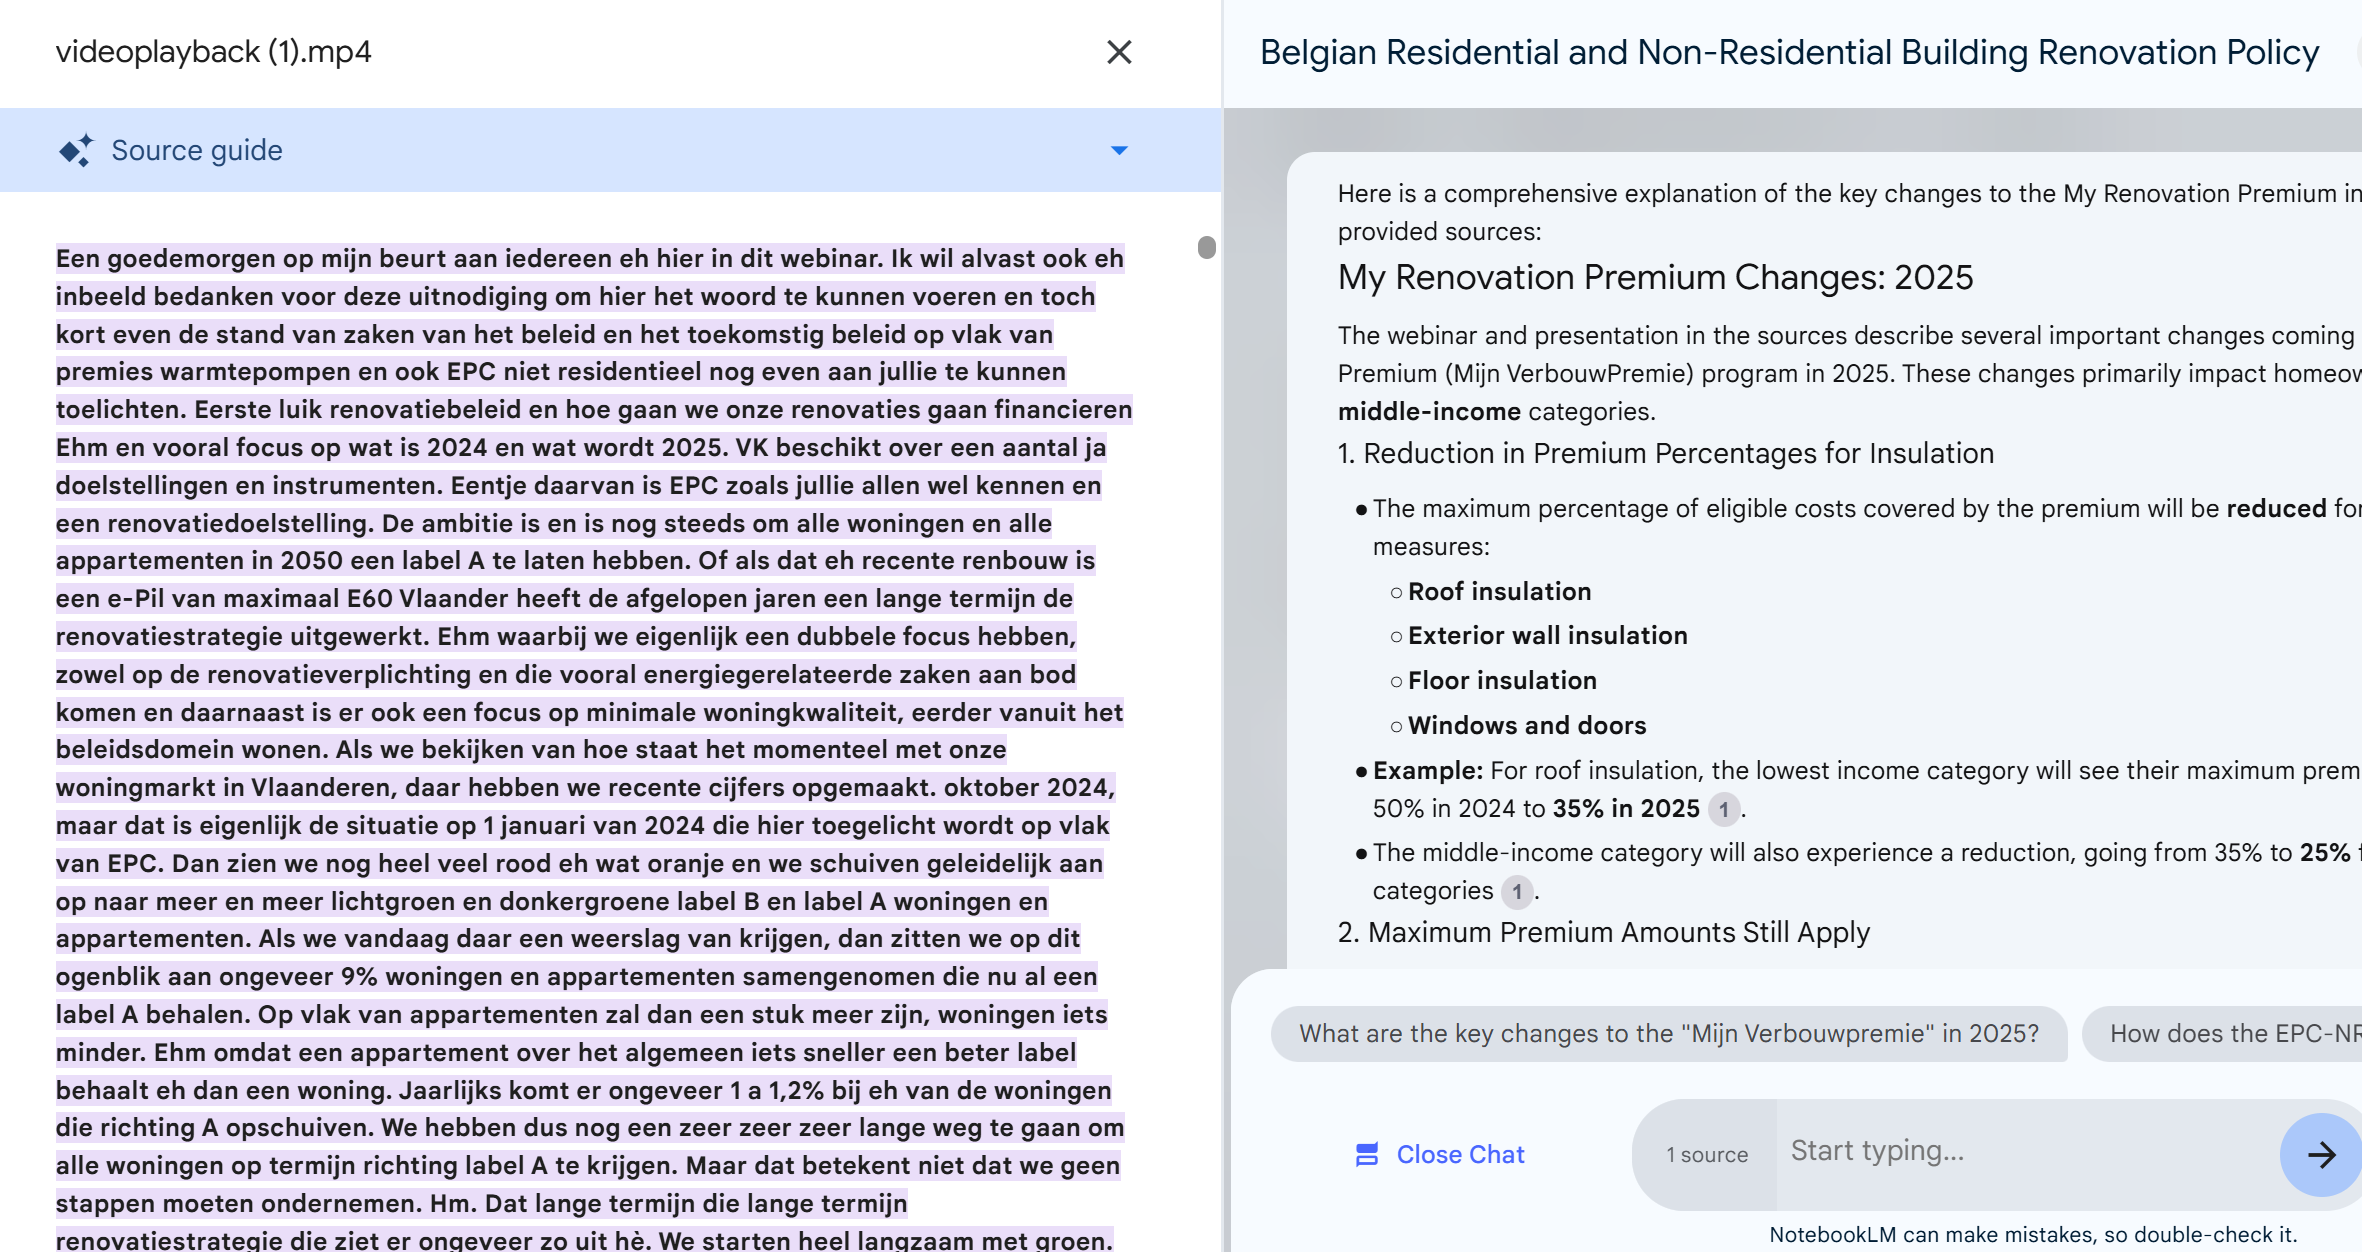 videoplayback (1).mp4
Source guide
Een goedemorgen op mijn beurt aan iedereen eh hier in dit webinar. Ik wil alvast ook eh
inbeeld bedanken voor deze uitnodiging om hier het woord te kunnen voeren en toch
kort even de stand van zaken van het beleid en het toekomstig beleid op vlak van
premies warmtepompen en ook EPC niet residentieel nog even aan jullie te kunnen
toelichten. Eerste luik renovatiebeleid en hoe gaan we onze renovaties gaan financieren
Ehm en vooral focus op wat is 2024 en wat wordt 2025. VK beschikt over een aantal ja
doelstellingen en instrumenten. Eentje daarvan is EPC zoals jullie allen wel kennen en
een renovatiedoelstelling. De ambitie is en is nog steeds om alle woningen en alle
appartementen in 2050 een label A te laten hebben. Of als dat eh recente renbouw is
een e-Pil van maximaal E60 Vlaander heeft de afgelopen jaren een lange termijn de
renovatiestrategie uitgewerkt. Ehm waarbij we eigenlijk een dubbele focus hebben,
zowel op de renovatieverplichting en die vooral energiegerelateerde zaken aan bod
komen en daarnaast is er ook een focus op minimale woningkwaliteit, eerder vanuit het
beleidsdomein wonen. Als we bekijken van hoe staat het momenteel met onze
woningmarkt in Vlaanderen, daar hebben we recente cijfers opgemaakt. oktober 2024,
maar dat is eigenlijk de situatie op 1 januari van 2024 die hier toegelicht wordt op vlak
van EPC. Dan zien we nog heel veel rood eh wat oranje en we schuiven geleidelijk aan
op naar meer en meer lichtgroen en donkergroene label B en label A woningen en
appartementen. Als we vandaag daar een weerslag van krijgen, dan zitten we op dit
ogenblik aan ongeveer 9% woningen en appartementen samengenomen die nu al een
label A behalen. Op vlak van appartementen zal dan een stuk meer zijn, woningen iets
minder. Ehm omdat een appartement over het algemeen iets sneller een beter label
behaalt eh dan een woning. Jaarlijks komt er ongeveer 1 a 1,2% bij eh van de woningen
die richting A opschuiven. We hebben dus nog een zeer zeer zeer lange weg te gaan om
alle woningen op termijn richting label A te krijgen. Maar dat betekent niet dat we geen
stappen moeten ondernemen. Hm. Dat lange termijn die lange termijn
renovatiestrategie die ziet er ongeveer zo uit hè. We starten heel langzaam met groen.
Belgian Residential and Non-Residential Building Renovation Policy
Here is a comprehensive explanation of the key changes to the My Renovation Premium in
provided sources:
My Renovation Premium Changes: 2025
The webinar and presentation in the sources describe several important changes coming
Premium (Mijn VerbouwPremie) program in 2025. These changes primarily impact homeow
middle-income categories.
1. Reduction in Premium Percentages for Insulation
● The maximum percentage of eligible costs covered by the premium will be reduced for
measures:
○ Roof insulation
○ Exterior wall insulation
○ Floor insulation
○ Windows and doors
● Example: For roof insulation, the lowest income category will see their maximum prem
50% in 2024 to 35% in 2025 1.
● The middle-income category will also experience a reduction, going from 35% to 25% f
categories 1.
2. Maximum Premium Amounts Still Apply
What are the key changes to the "Mijn Verbouwpremie" in 2025?
How does the EPC-NR
Close Chat
1 source
Start typing...
NotebookLM can make mistakes, so double-check it.